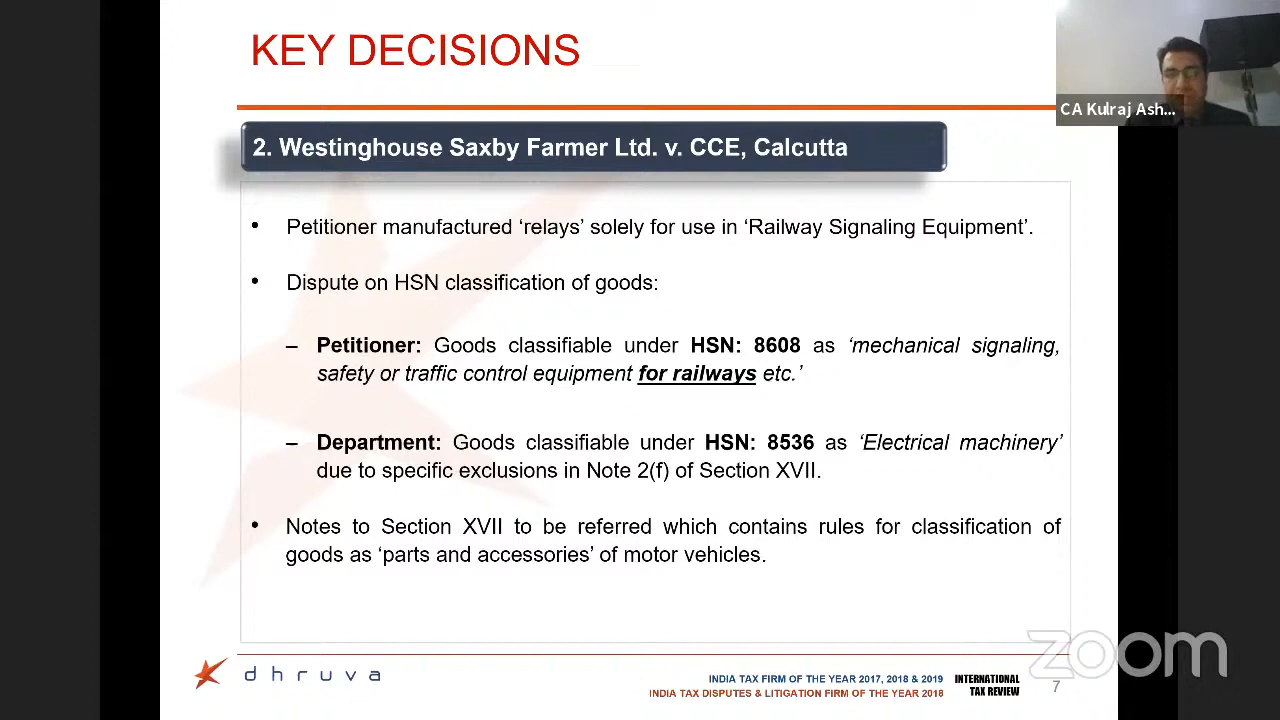 KEY DECISIONS
CA Kulraj Ash...
2. Westinghouse Saxby Farmer Ltd. v. CCE, Calcutta
• Petitioner manufactured ‘relays’ solely for use in ‘Railway Signaling Equipment’.
• Dispute on HSN classification of goods:
– Petitioner: Goods classifiable under HSN: 8608 as ‘mechanical signaling,
safety or traffic control equipment for railways etc.’
– Department: Goods classifiable under HSN: 8536 as ‘Electrical machinery’
due to specific exclusions in Note 2(f) of Section XVII.
• Notes to Section XVII to be referred which contains rules for classification of
goods as ‘parts and accessories’ of motor vehicles.
zoom
dhruva
INDIA TAX FIRM OF THE YEAR 2017, 2018 & 2019
INDIA TAX DISPUTES & LITIGATION FIRM OF THE YEAR 2018
INTERNATIONAL
TAX REVIEW
7